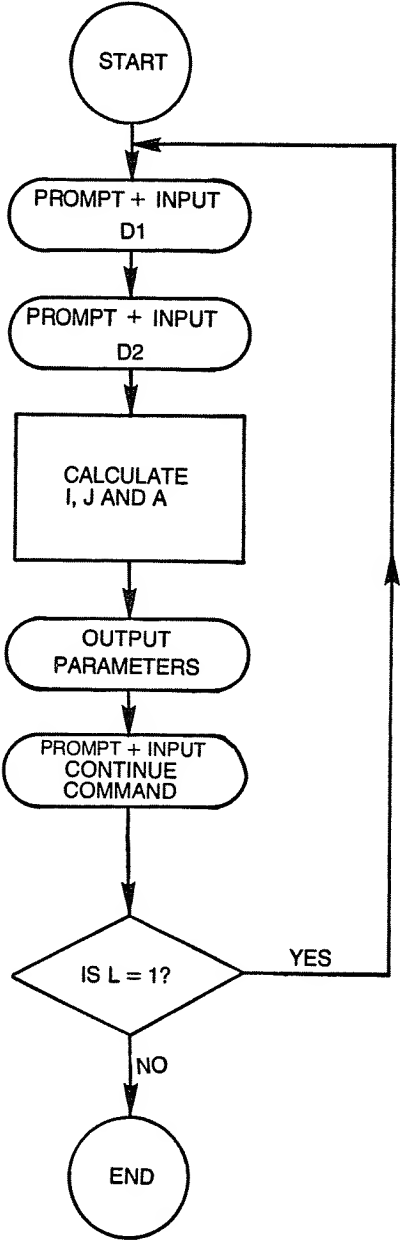 START
PROMPT + INPUT
D1
PROMPT + INPUT
D2
CALCULATE
I, J AND A
OUTPUT
PARAMETERS
PROMPT + INPUT
CONTINUE
COMMAND
IS L = 1?
YES
NO
END